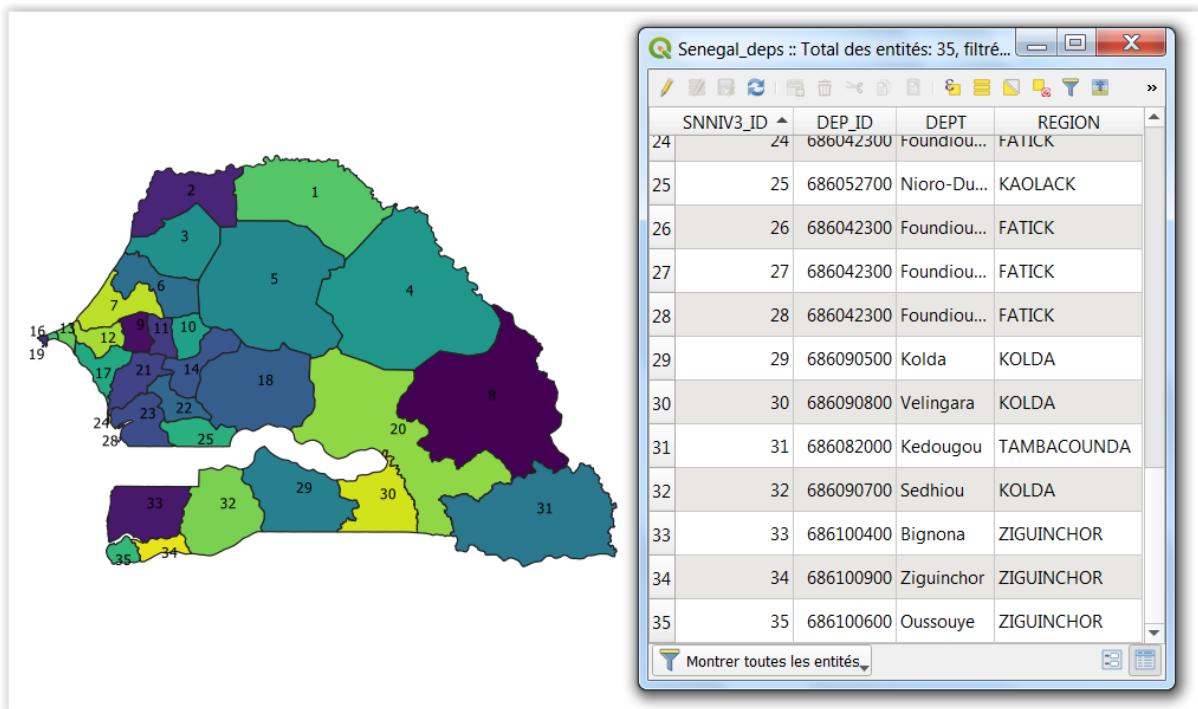 2
1
3
5
4
6
7
16
13
9
11
10
12
19
17
21
14
18
8
24
23
22
20
28
25
33
32
29
30
31
34
35
Senegal_deps :: Total des entités: 35, filtré...
SNNIV3_ID DEP_ID DEPT REGION
24 24 686042300 Foundiou... FATICK
25 25 686052700 Nioro-Du... KAOLACK
26 26 686042300 Foundiou... FATICK
27 27 686042300 Foundiou... FATICK
28 28 686042300 Foundiou... FATICK
29 29 686090500 Kolda KOLDA
30 30 686090800 Velingara KOLDA
31 31 686082000 Kedougou TAMBACOUNDA
32 32 686090700 Sedhiou KOLDA
33 33 686100400 Bignona ZIGUINCHOR
34 34 686100900 Ziguinchor ZIGUINCHOR
35 35 686100600 Oussouye ZIGUINCHOR
Montrer toutes les entités